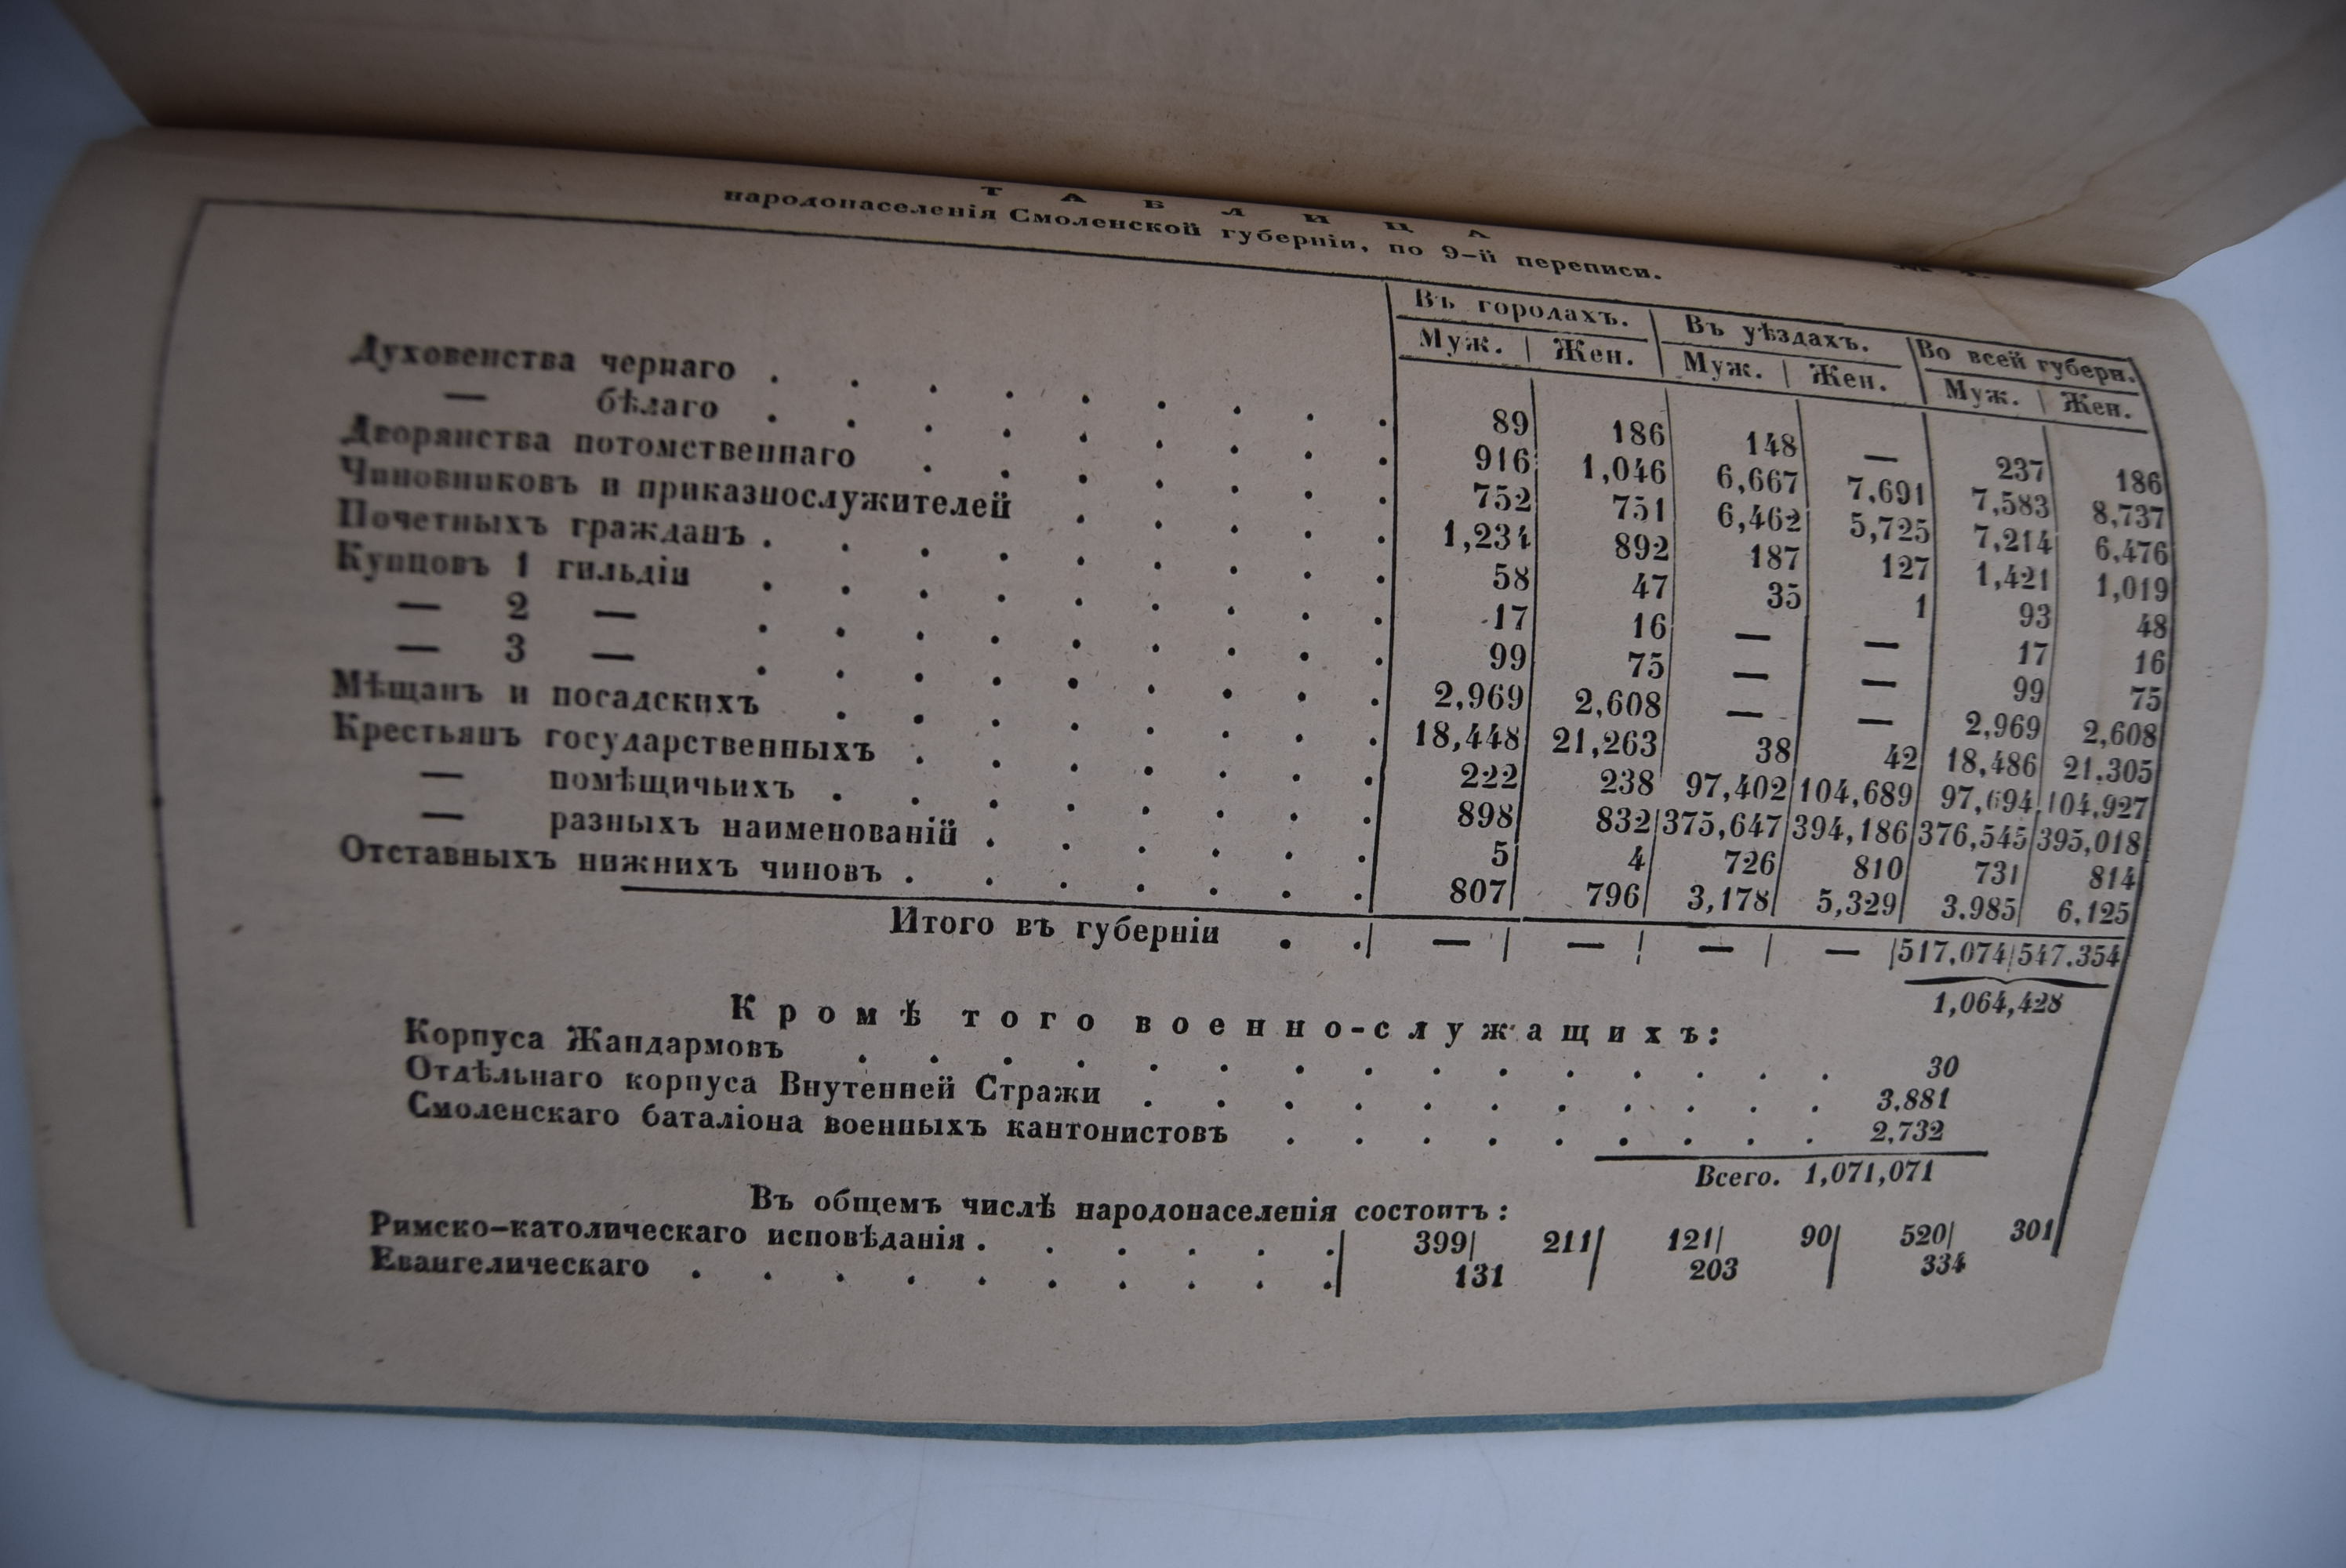 ТАБЛИЦА
народонаселенія Смоленской губерніи, по 9-й переписи.
Въ городахъ. Въ уѣздахъ. Во всей губерн.
Муж. Жен. Муж. Жен. Муж. Жен.
Духовенства чернаго . . . . . . . . . 89 186 148 — 237 186
— бѣлаго . . . . . . . . . 916 1,046 6,667 7,691 7,583 8,737
Дворянства потомственнаго . . . . . . . 752 751 6,462 5,725 7,214 6,476
Чиновниковъ и приказнослужителей . . . . . 1,234 892 187 127 1,421 1,019
Почетныхъ гражданъ . . . . . . . . . 58 47 35 1 93 48
Купцовъ 1 гильдіи . . . . . . . . . 17 16 — — 17 16
— 2 — . . . . . . . . . 99 75 — — 99 75
— 3 — . . . . . . . . . 2,969 2,608 — — 2,969 2,608
Мѣщанъ и посадскихъ . . . . . . . . 18,448 21,263 38 42 18,486 21.305
Крестьянъ государственныхъ . . . . . . . 222 238 97,402 104,689 97,694 104,927
— помѣщичьихъ . . . . . . . . 898 832 375,647 394,186 376,545 395,018
— разныхъ наименованій . . . . . . 5 4 726 810 731 814
Отставныхъ нижнихъ чиновъ . . . . . . . 807 796 3,178 5,329 3.985 6,125
Итого въ губерніи . . — — — — 517,074 547.354
1,064,428
Кромѣ того военно-служащихъ:
Корпуса Жандармовъ . . . . . . . . . . . . . . 30
Отдѣльнаго корпуса Внутенней Стражи . . . . . . . . . . 3,881
Смоленскаго баталіона военныхъ кантонистовъ . . . . . . . . 2,732
Всего. 1,071,071
Въ общемъ числѣ народонаселенія состоитъ:
Римско-католическаго исповѣданія . . . . . . 399 211 121 90 520 301
Евангелическаго . . . . . . . . . . 131 203 334